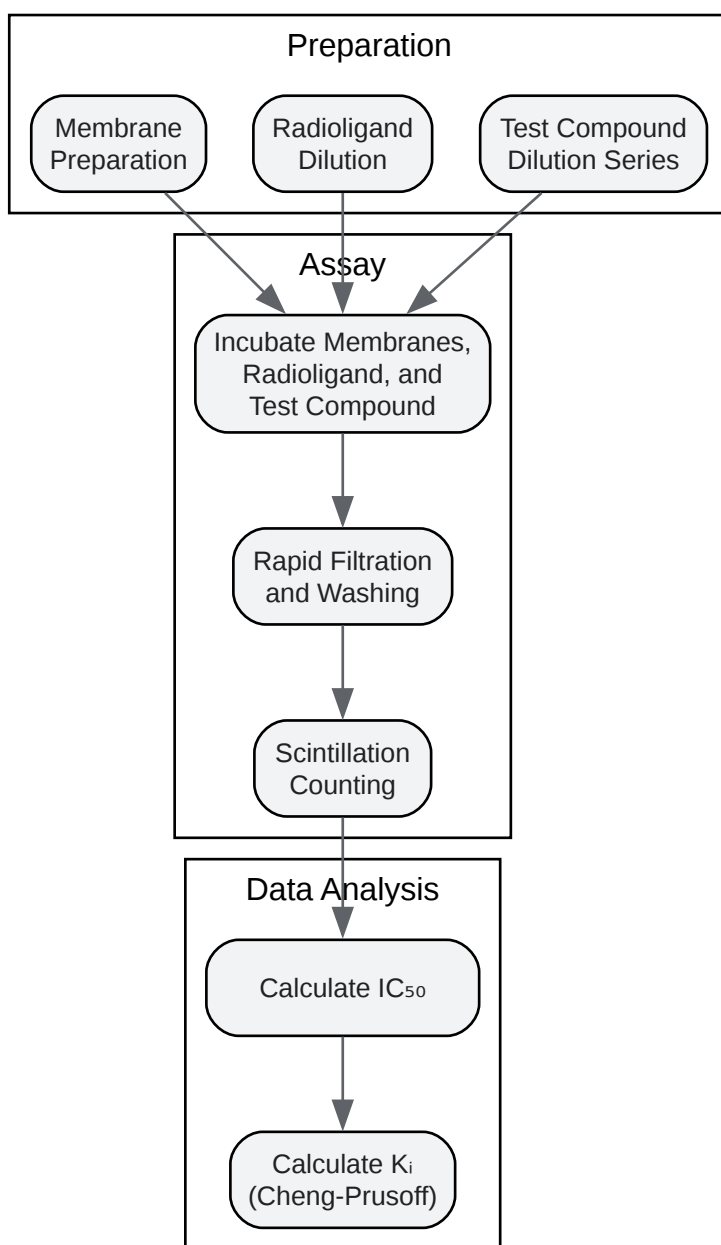 Preparation
Membrane
Preparation
Radioligand
Dilution
Test Compound
Dilution Series
Assay
Incubate Membranes,
Radioligand, and
Test Compound
Rapid Filtration
and Washing
Scintillation
Counting
Data Analysis
Calculate IC₅₀
Calculate Kᵢ
(Cheng-Prusoff)